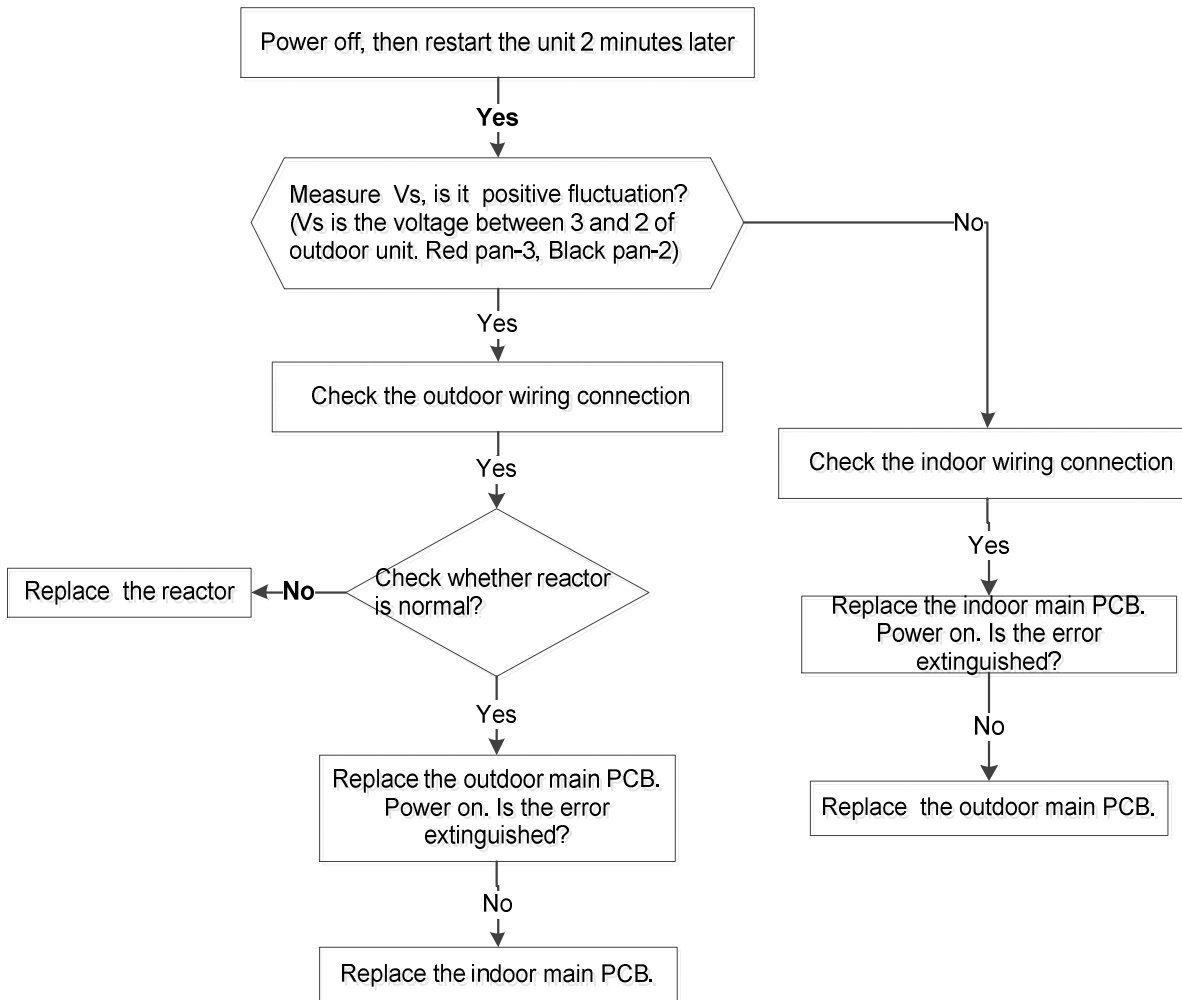 Power off, then restart the unit 2 minutes later
Yes
Measure Vs, is it positive fluctuation?
(Vs is the voltage between 3 and 2 of
outdoor unit. Red pan-3, Black pan-2)
No
Yes
Check the outdoor wiring connection
Check the indoor wiring connection
Yes
Yes
Check whether reactor
is normal?
No
Replace the reactor
Replace the indoor main PCB.
Power on. Is the error
extinguished?
Yes
No
Replace the outdoor main PCB.
Power on. Is the error
extinguished?
Replace the outdoor main PCB.
No
Replace the indoor main PCB.